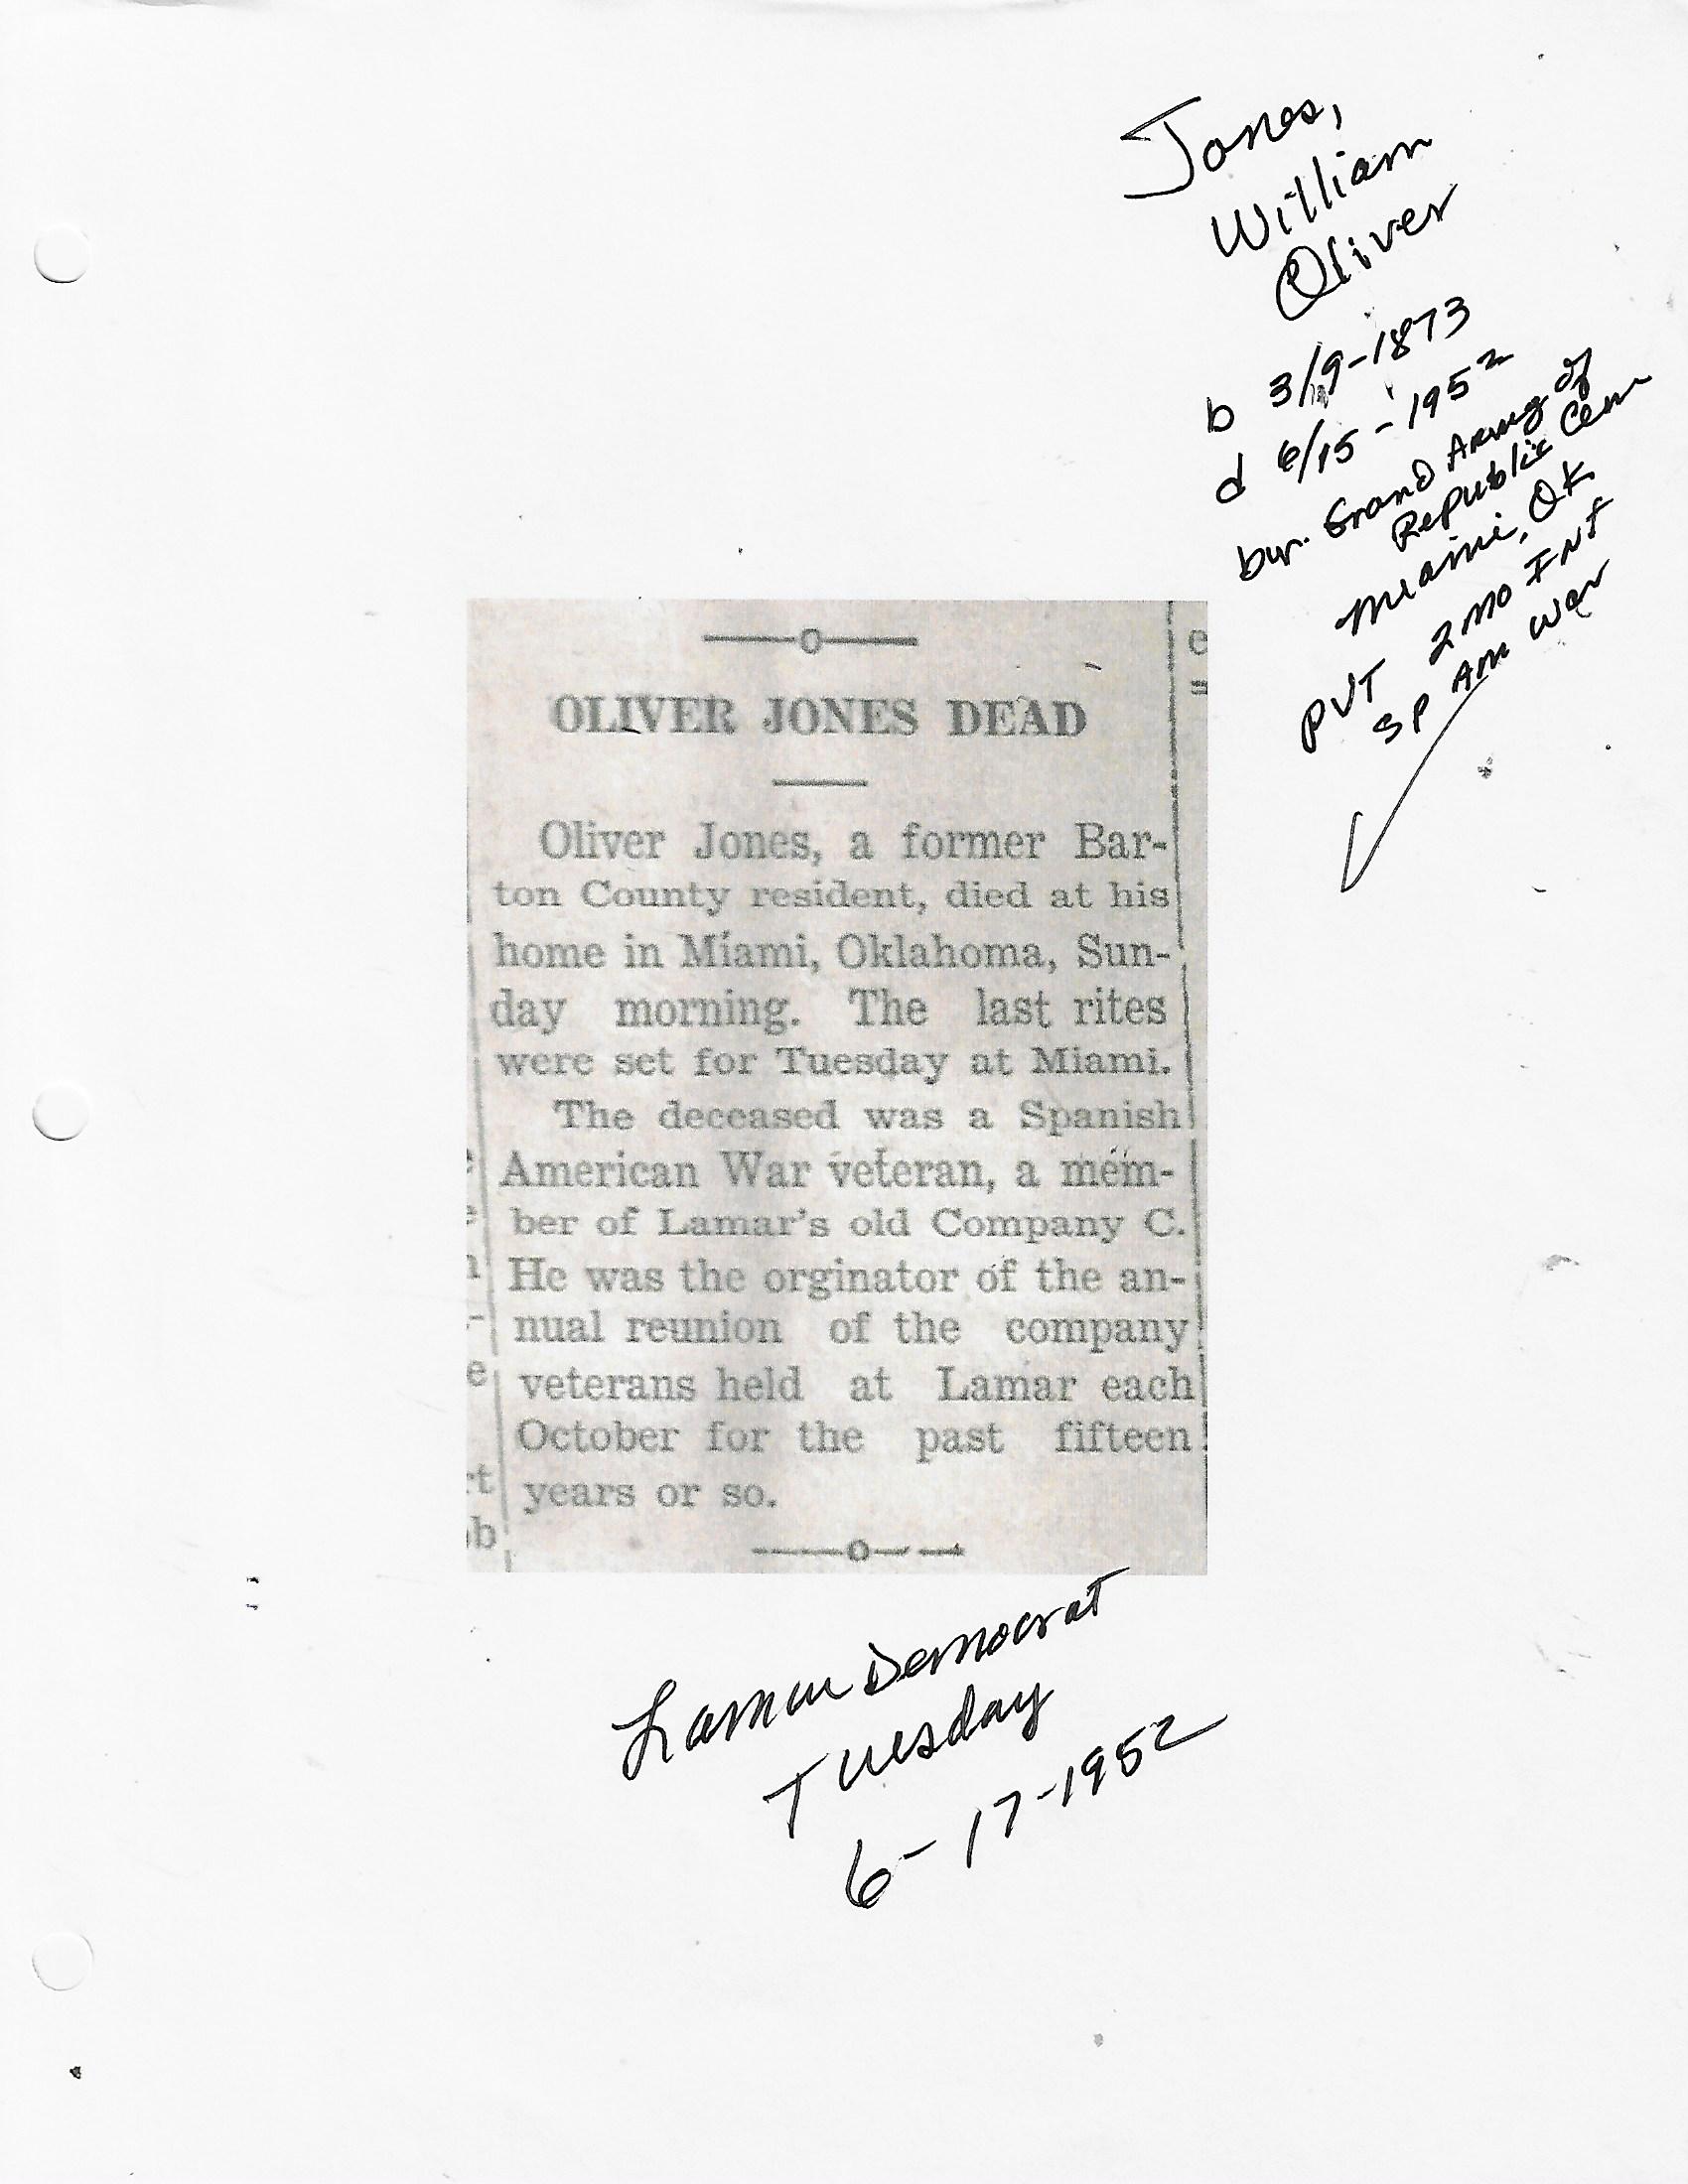 Jones,
William
Oliver
b 3/9-1873
d 6/15-1952
bur. Grand Army of
Republic Cem
Miami, Ok
PVT 2 MO INF
SP AM War
OLIVER JONES DEAD
Oliver Jones, a former Bar-
ton County resident, died at his
home in Miami, Oklahoma, Sun-
day morning. The last rites
were set for Tuesday at Miami.
The deceased was a Spanish
American War veteran, a mem-
ber of Lamar's old Company C.
He was the orginator of the an-
nual reunion of the company
veterans held at Lamar each
October for the past fifteen
years or so.
Lamar Democrat
Tuesday
6-17-1952